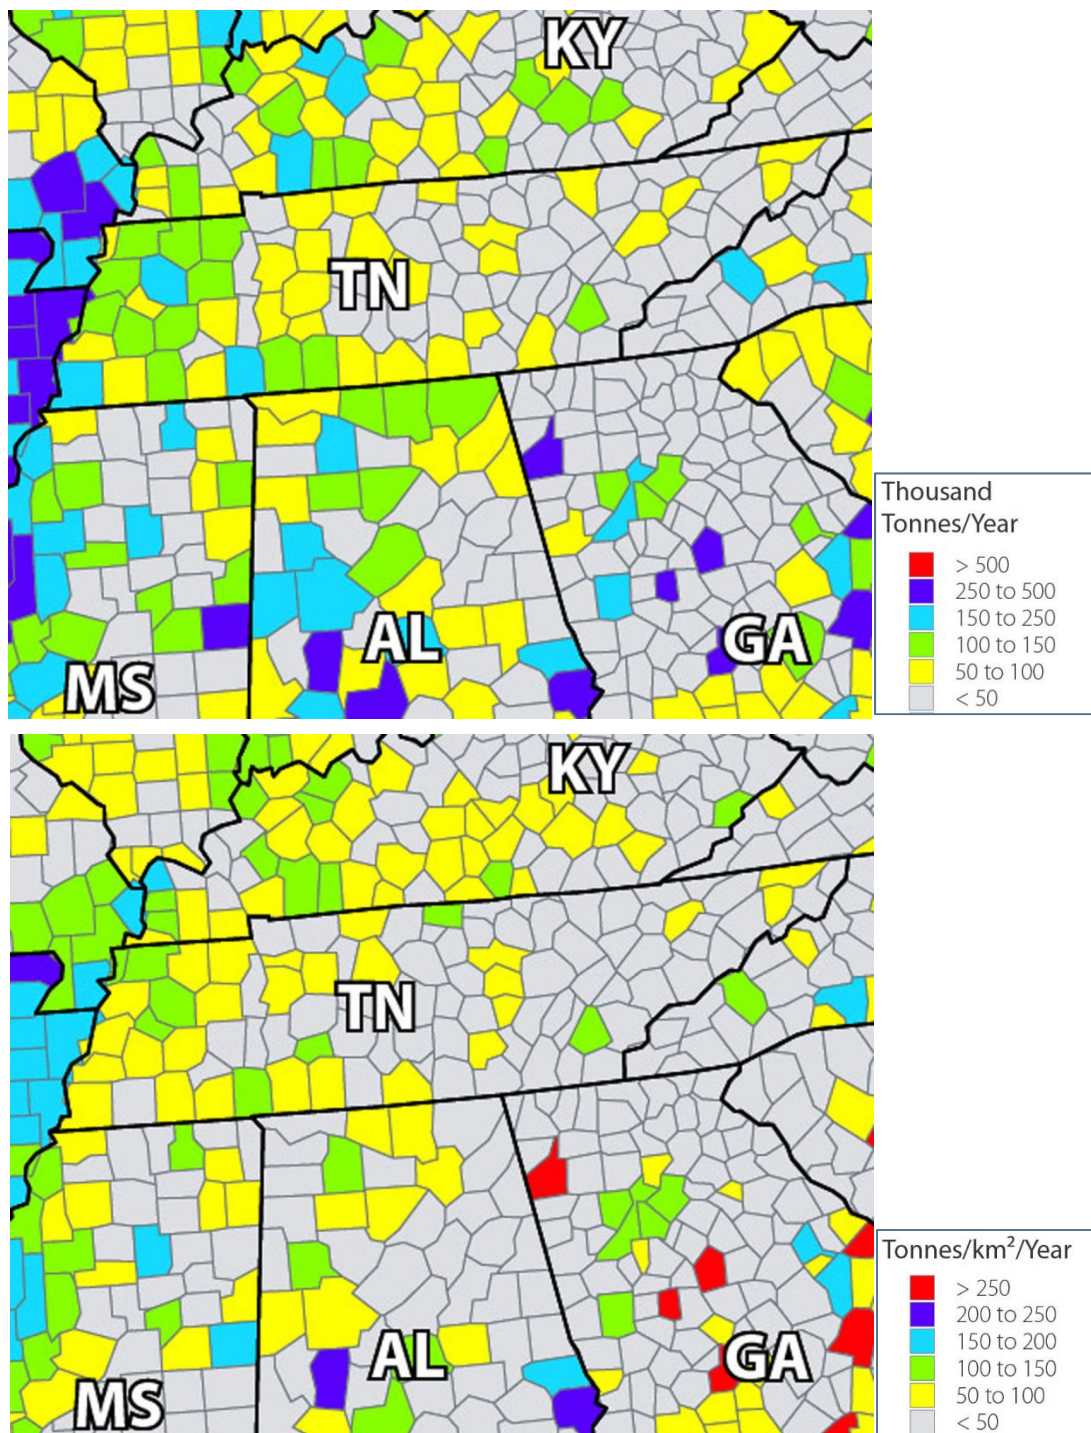 KY
TN
AL
GA
MS
Thousand
Tonnes/Year
> 500
250 to 500
150 to 250
100 to 150
50 to 100
< 50
KY
TN
AL
GA
MS
Tonnes/km²/Year
> 250
200 to 250
150 to 200
100 to 150
50 to 100
< 50